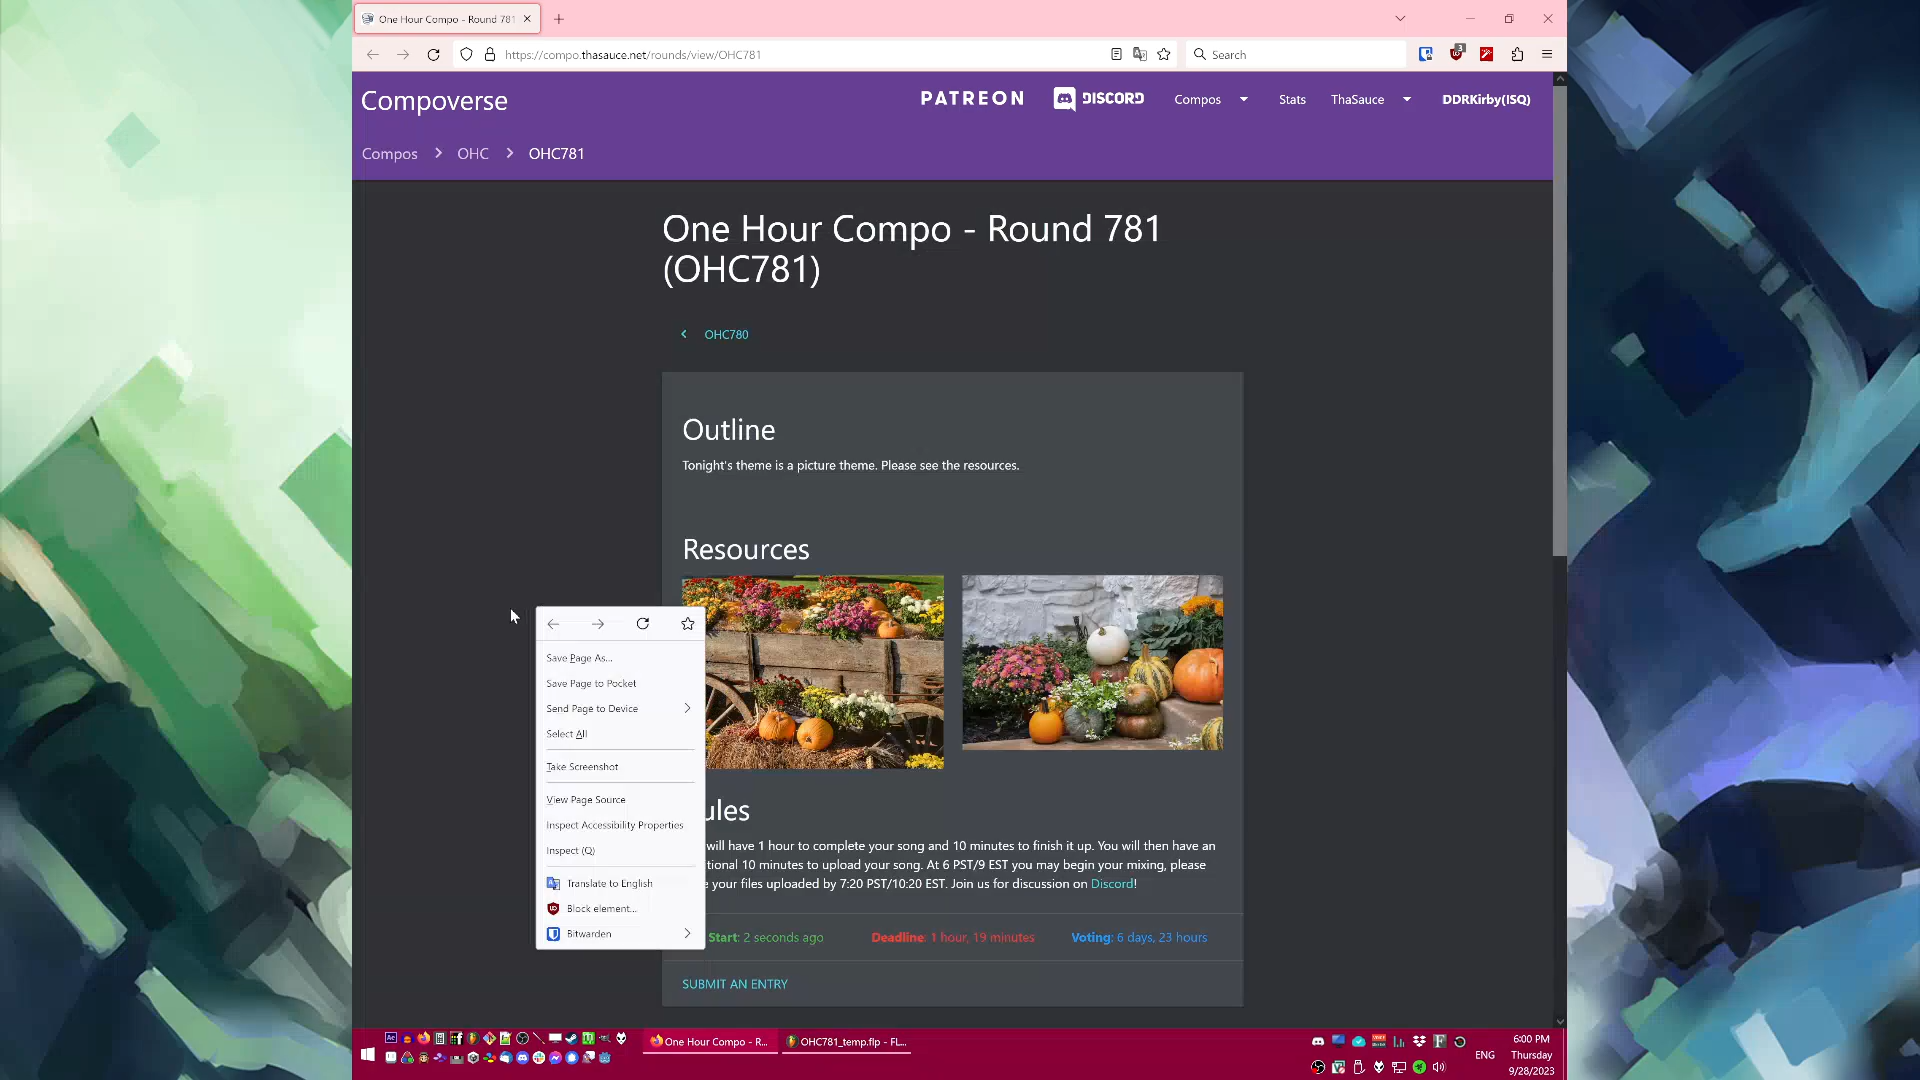 One Hour Compo - Round 781
https://compo.thasauce.net/rounds/view/OHC781
Search
3
Compoverse
PATREON
DISCORD
Compos
Stats
ThaSauce
DDRKirby(ISQ)
Compos
OHC
OHC781
One Hour Compo - Round 781
(OHC781)
OHC780
Outline
Tonight's theme is a picture theme. Please see the resources.
Resources
Save Page As...
Save Page to Pocket
Send Page to Device
Select All
Take Screenshot
View Page Source
Inspect Accessibility Properties
Inspect (Q)
Translate to English
Block element...
Bitwarden
ules
will have 1 hour to complete your song and 10 minutes to finish it up. You will then have an
tional 10 minutes to upload your song. At 6 PST/9 EST you may begin your mixing, please
e your files uploaded by 7:20 PST/10:20 EST. Join us for discussion on Discord!
Start: 2 seconds ago
Deadline: 1 hour, 19 minutes
Voting: 6 days, 23 hours
SUBMIT AN ENTRY
One Hour Compo - R...
OHC781_temp.flp - FL...
ENG
6:00 PM
Thursday
9/28/2023